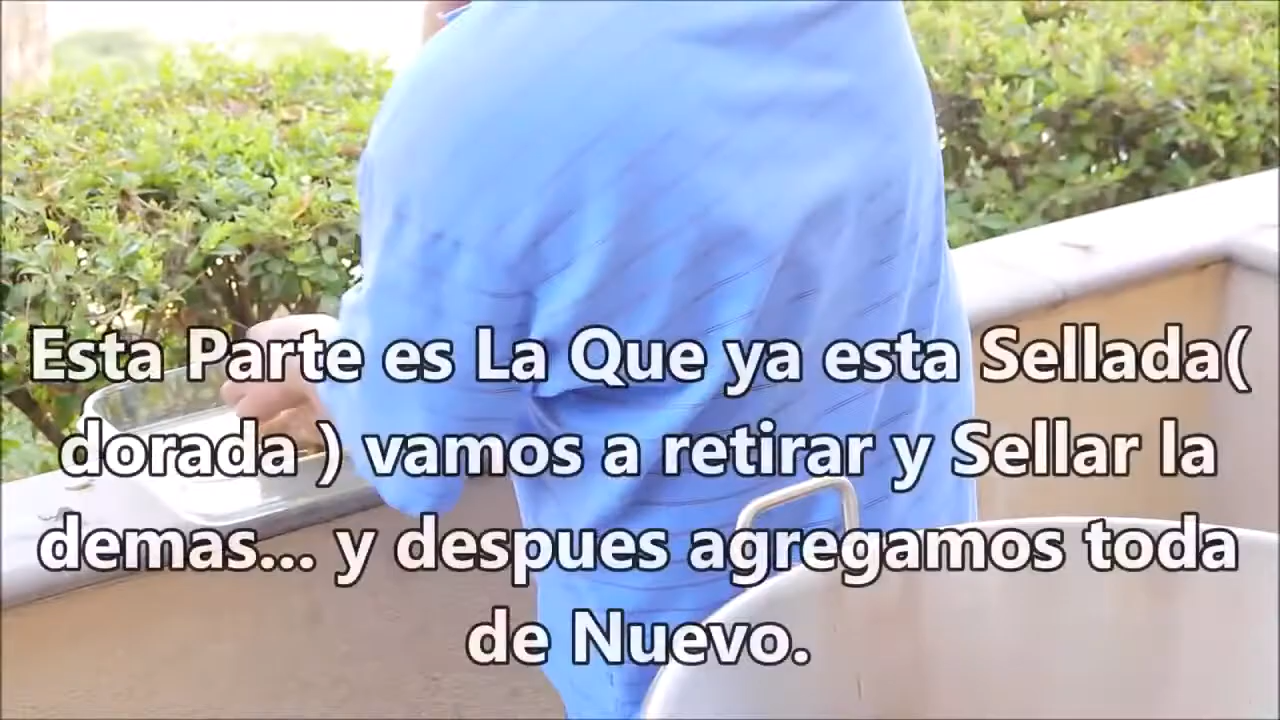 Esta Parte es La Que ya esta Sellada(
dorada ) vamos a retirar y Sellar la
demas... y despues agregamos toda
de Nuevo.